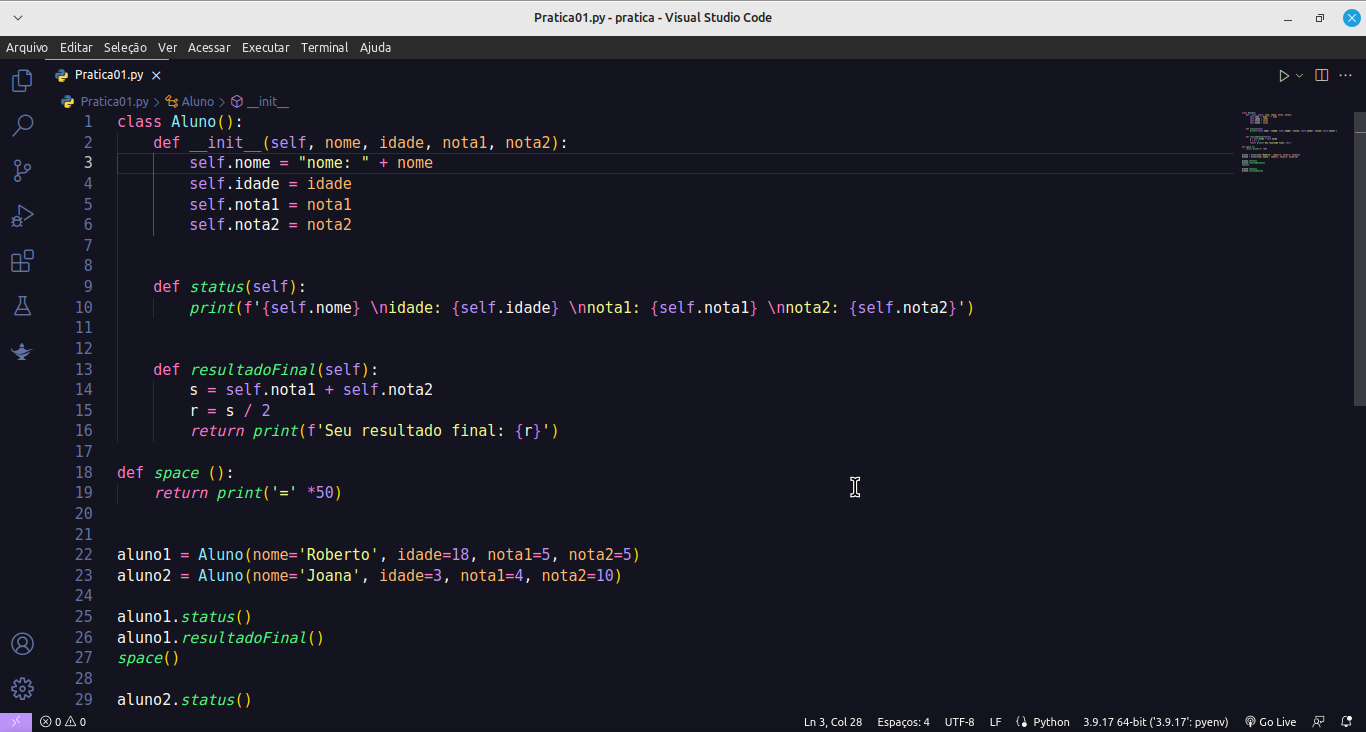 Pratica01.py - pratica - Visual Studio Code
Arquivo Editar Seleção Ver Acessar Executar Terminal Ajuda
Pratica01.py
Pratica01.py > Aluno > __init__
1 class Aluno():
2     def __init__(self, nome, idade, nota1, nota2):
3         self.nome = "nome: " + nome
4         self.idade = idade
5         self.nota1 = nota1
6         self.nota2 = nota2
7
8
9     def status(self):
10         print(f'{self.nome} \nidade: {self.idade} \nnota1: {self.nota1} \nnota2: {self.nota2}')
11
12
13     def resultadoFinal(self):
14         s = self.nota1 + self.nota2
15         r = s / 2
16         return print(f'Seu resultado final: {r}')
17
18 def space ():
19     return print('=' *50)
20
21
22 aluno1 = Aluno(nome='Roberto', idade=18, nota1=5, nota2=5)
23 aluno2 = Aluno(nome='Joana', idade=3, nota1=4, nota2=10)
24
25 aluno1.status()
26 aluno1.resultadoFinal()
27 space()
28
29 aluno2.status()
0 0 Ln 3, Col 28 Espaços: 4 UTF-8 LF Python 3.9.17 64-bit ('3.9.17': pyenv) Go Live